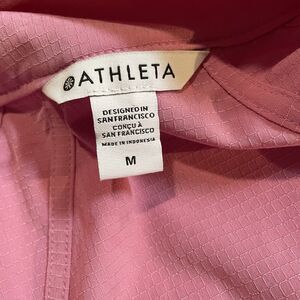 ATHLETA
DESIGNED IN
SAN FRANCISCO
CONÇU À
SAN FRANCISCO
MADE IN INDONESIA
M